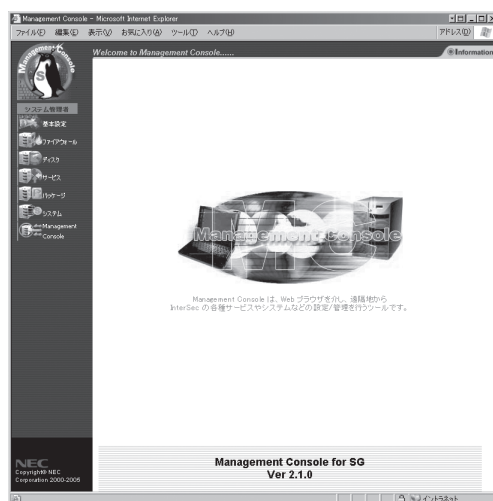 Management Console - Microsoft Internet Explorer
ファイル(F) 編集(E) 表示(V) お気に入り(A) ツール(T) ヘルプ(H) アドレス(D)
Management Console
Welcome to Management Console......
Information
システム管理者
基本設定
ファイアウォール
ディスク
サービス
パッケージ
システム
Management
Console
Management Console
Management Console は、Web ブラウザを介し、遠隔地から
InterSec の各種サービスやシステムなどの設定/管理を行うツールです。
NEC
Copyright© NEC
Corporation 2000-2006
Management Console for SG
Ver 2.1.0
イントラネット